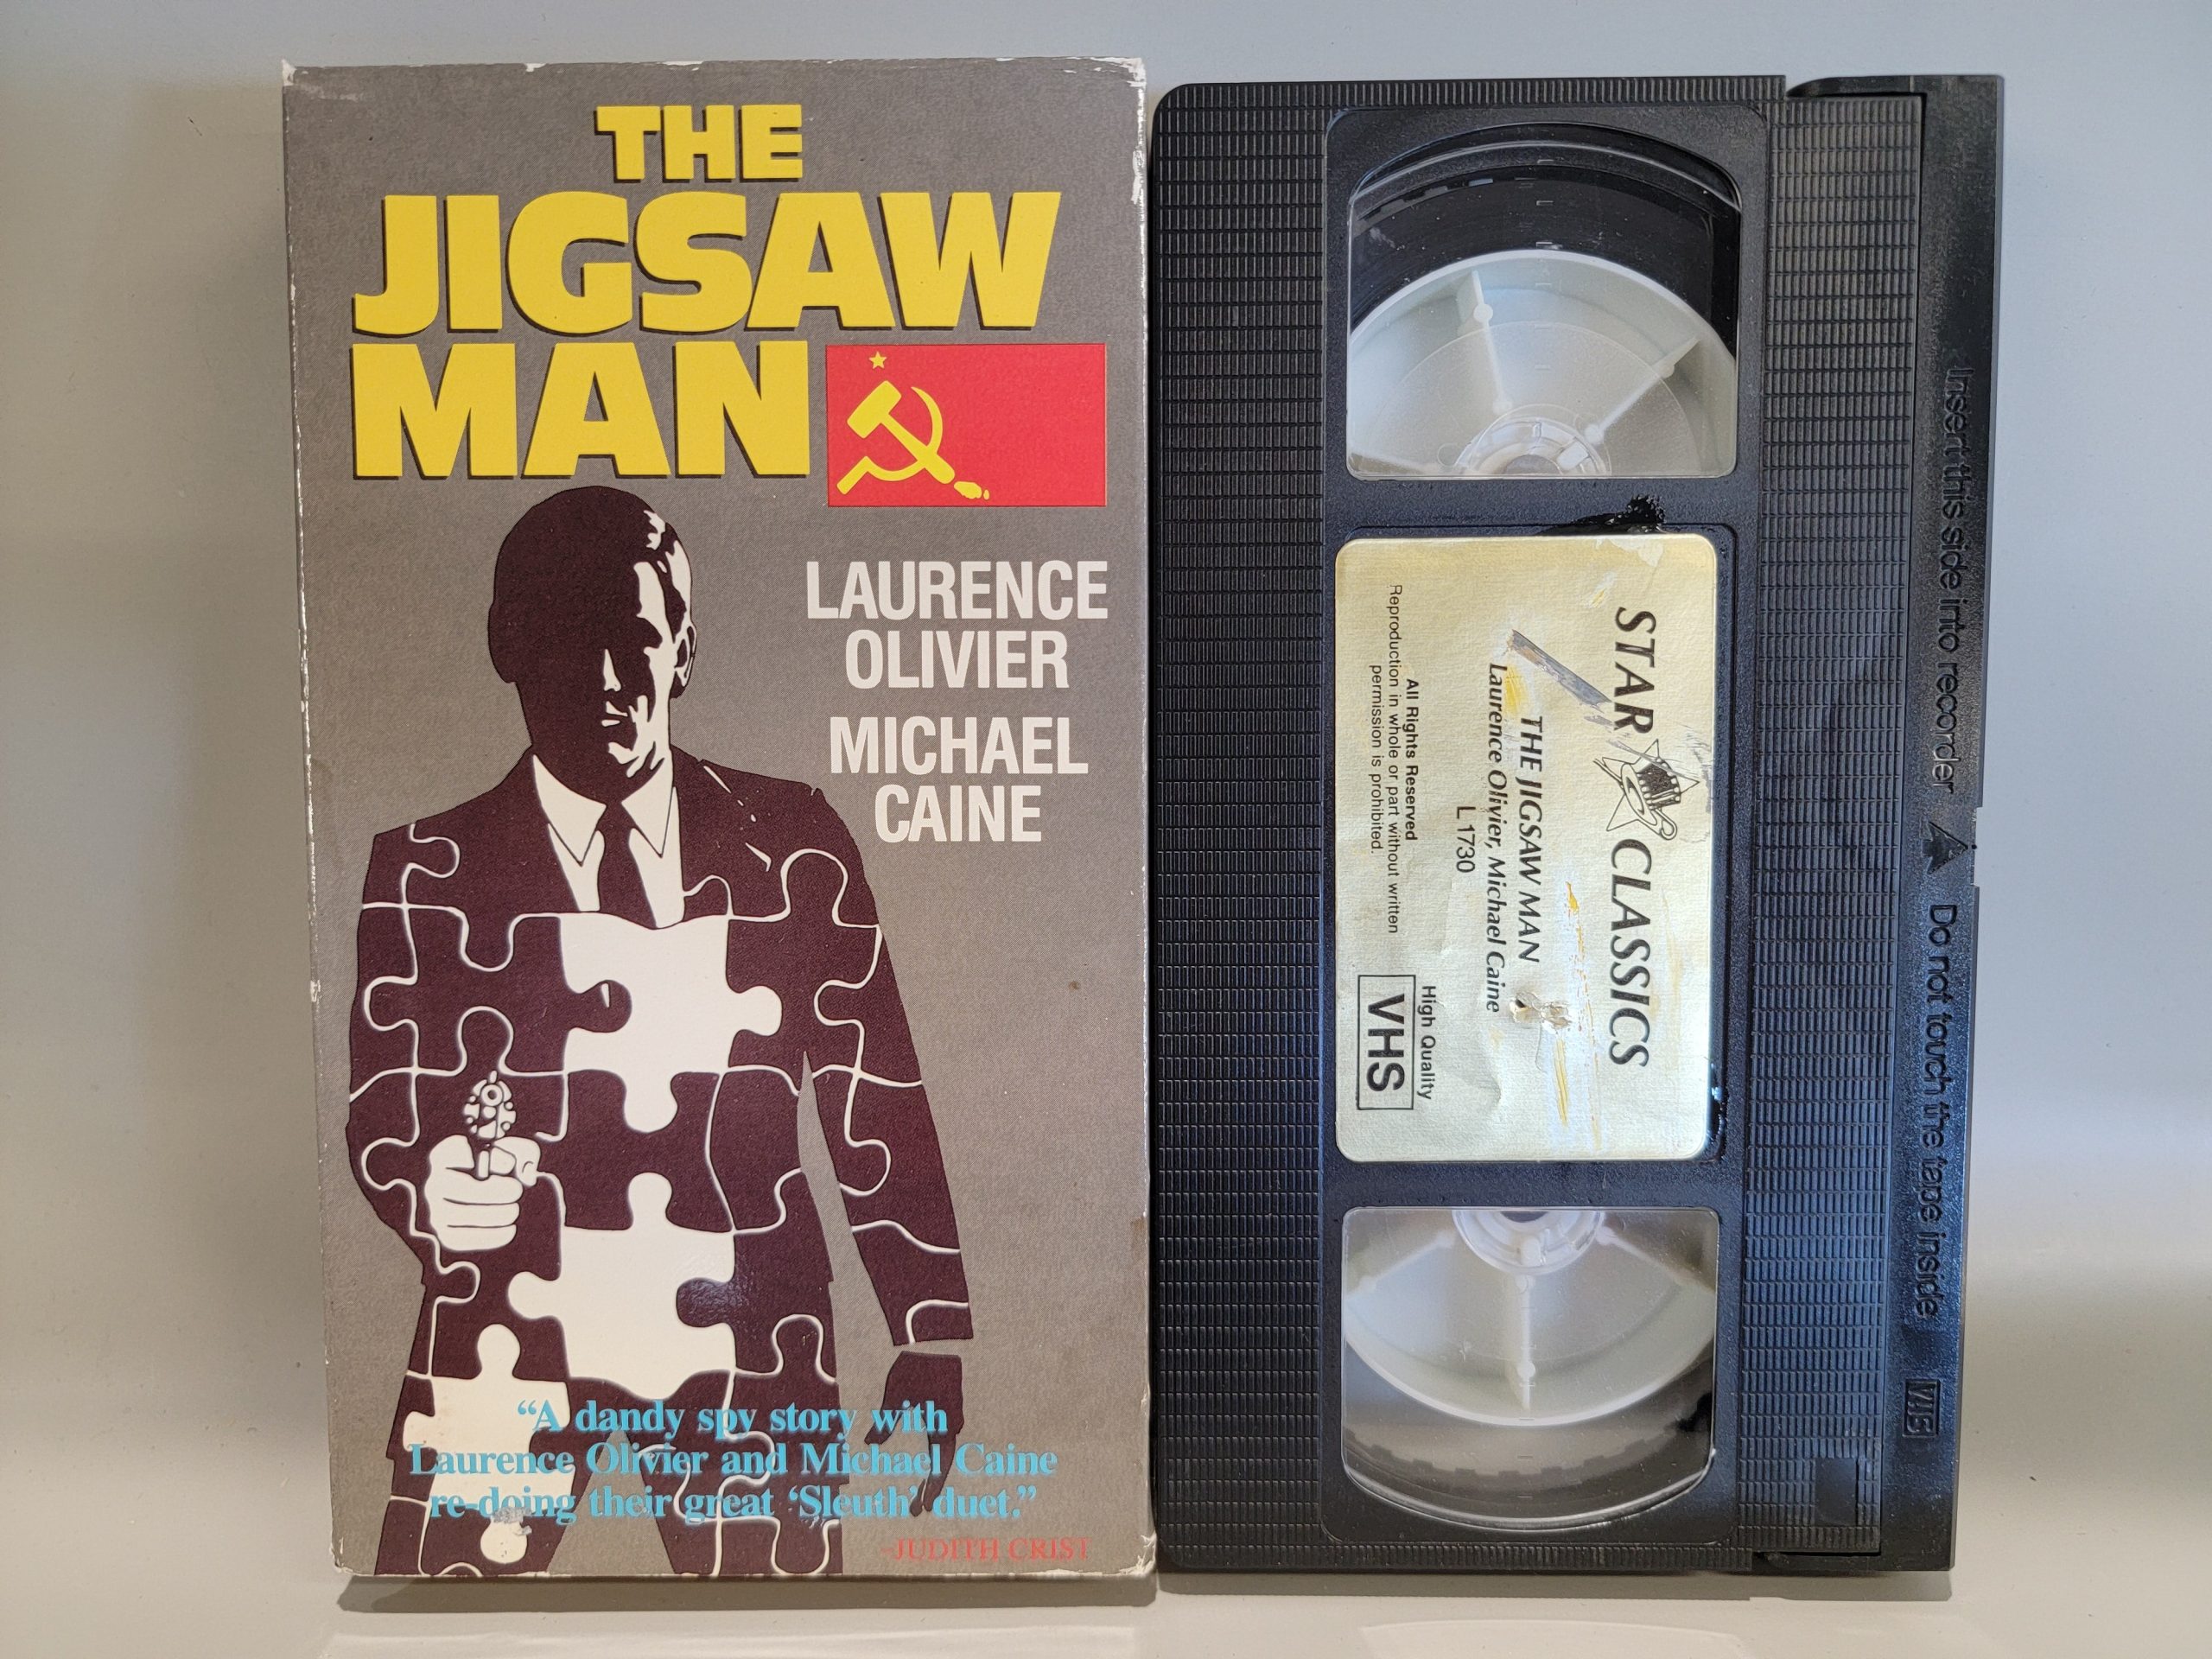 THE
JIGSAW
MAN
LAURENCE
OLIVIER
MICHAEL
CAINE
“A dandy spy story with
Laurence Olivier and Michael Caine
re-doing their great ‘Sleuth’ duet.”
-JUDITH CRIST
STAR CLASSICS
THE JIGSAW MAN
Laurence Olivier, Michael Caine
L 1730
All Rights Reserved
Reproduction in whole or part without written
permission is prohibited.
High Quality
VHS
Insert this side into recorder
Do not touch the tape inside
VHS